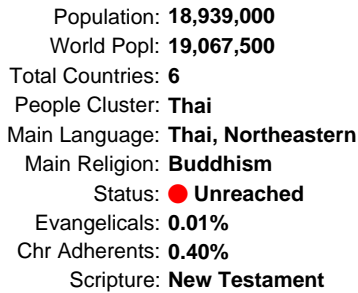 Population: 18,939,000
World Popl: 19,067,500
Total Countries: 6
People Cluster: Thai
Main Language: Thai, Northeastern
Main Religion: Buddhism
Status: Unreached
Evangelicals: 0.01%
Chr Adherents: 0.40%
Scripture: New Testament